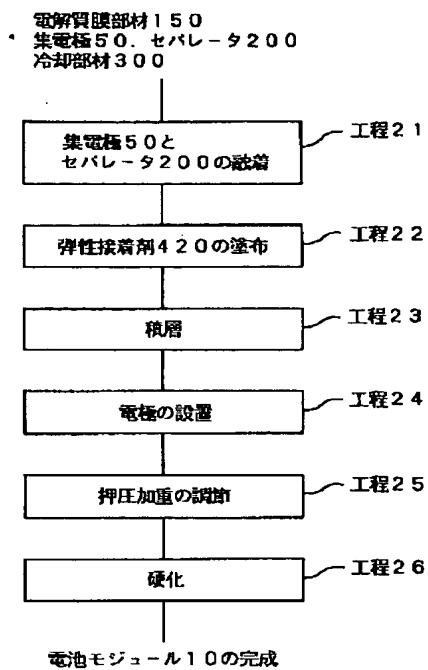 電解質膜部材150
集電極50．セパレータ200
冷却部材300
集電極50と
セパレータ200の融着
工程21
弾性接着剤420の塗布
工程22
積層
工程23
電極の設置
工程24
押圧加重の調節
工程25
硬化
工程26
電池モジュール10の完成